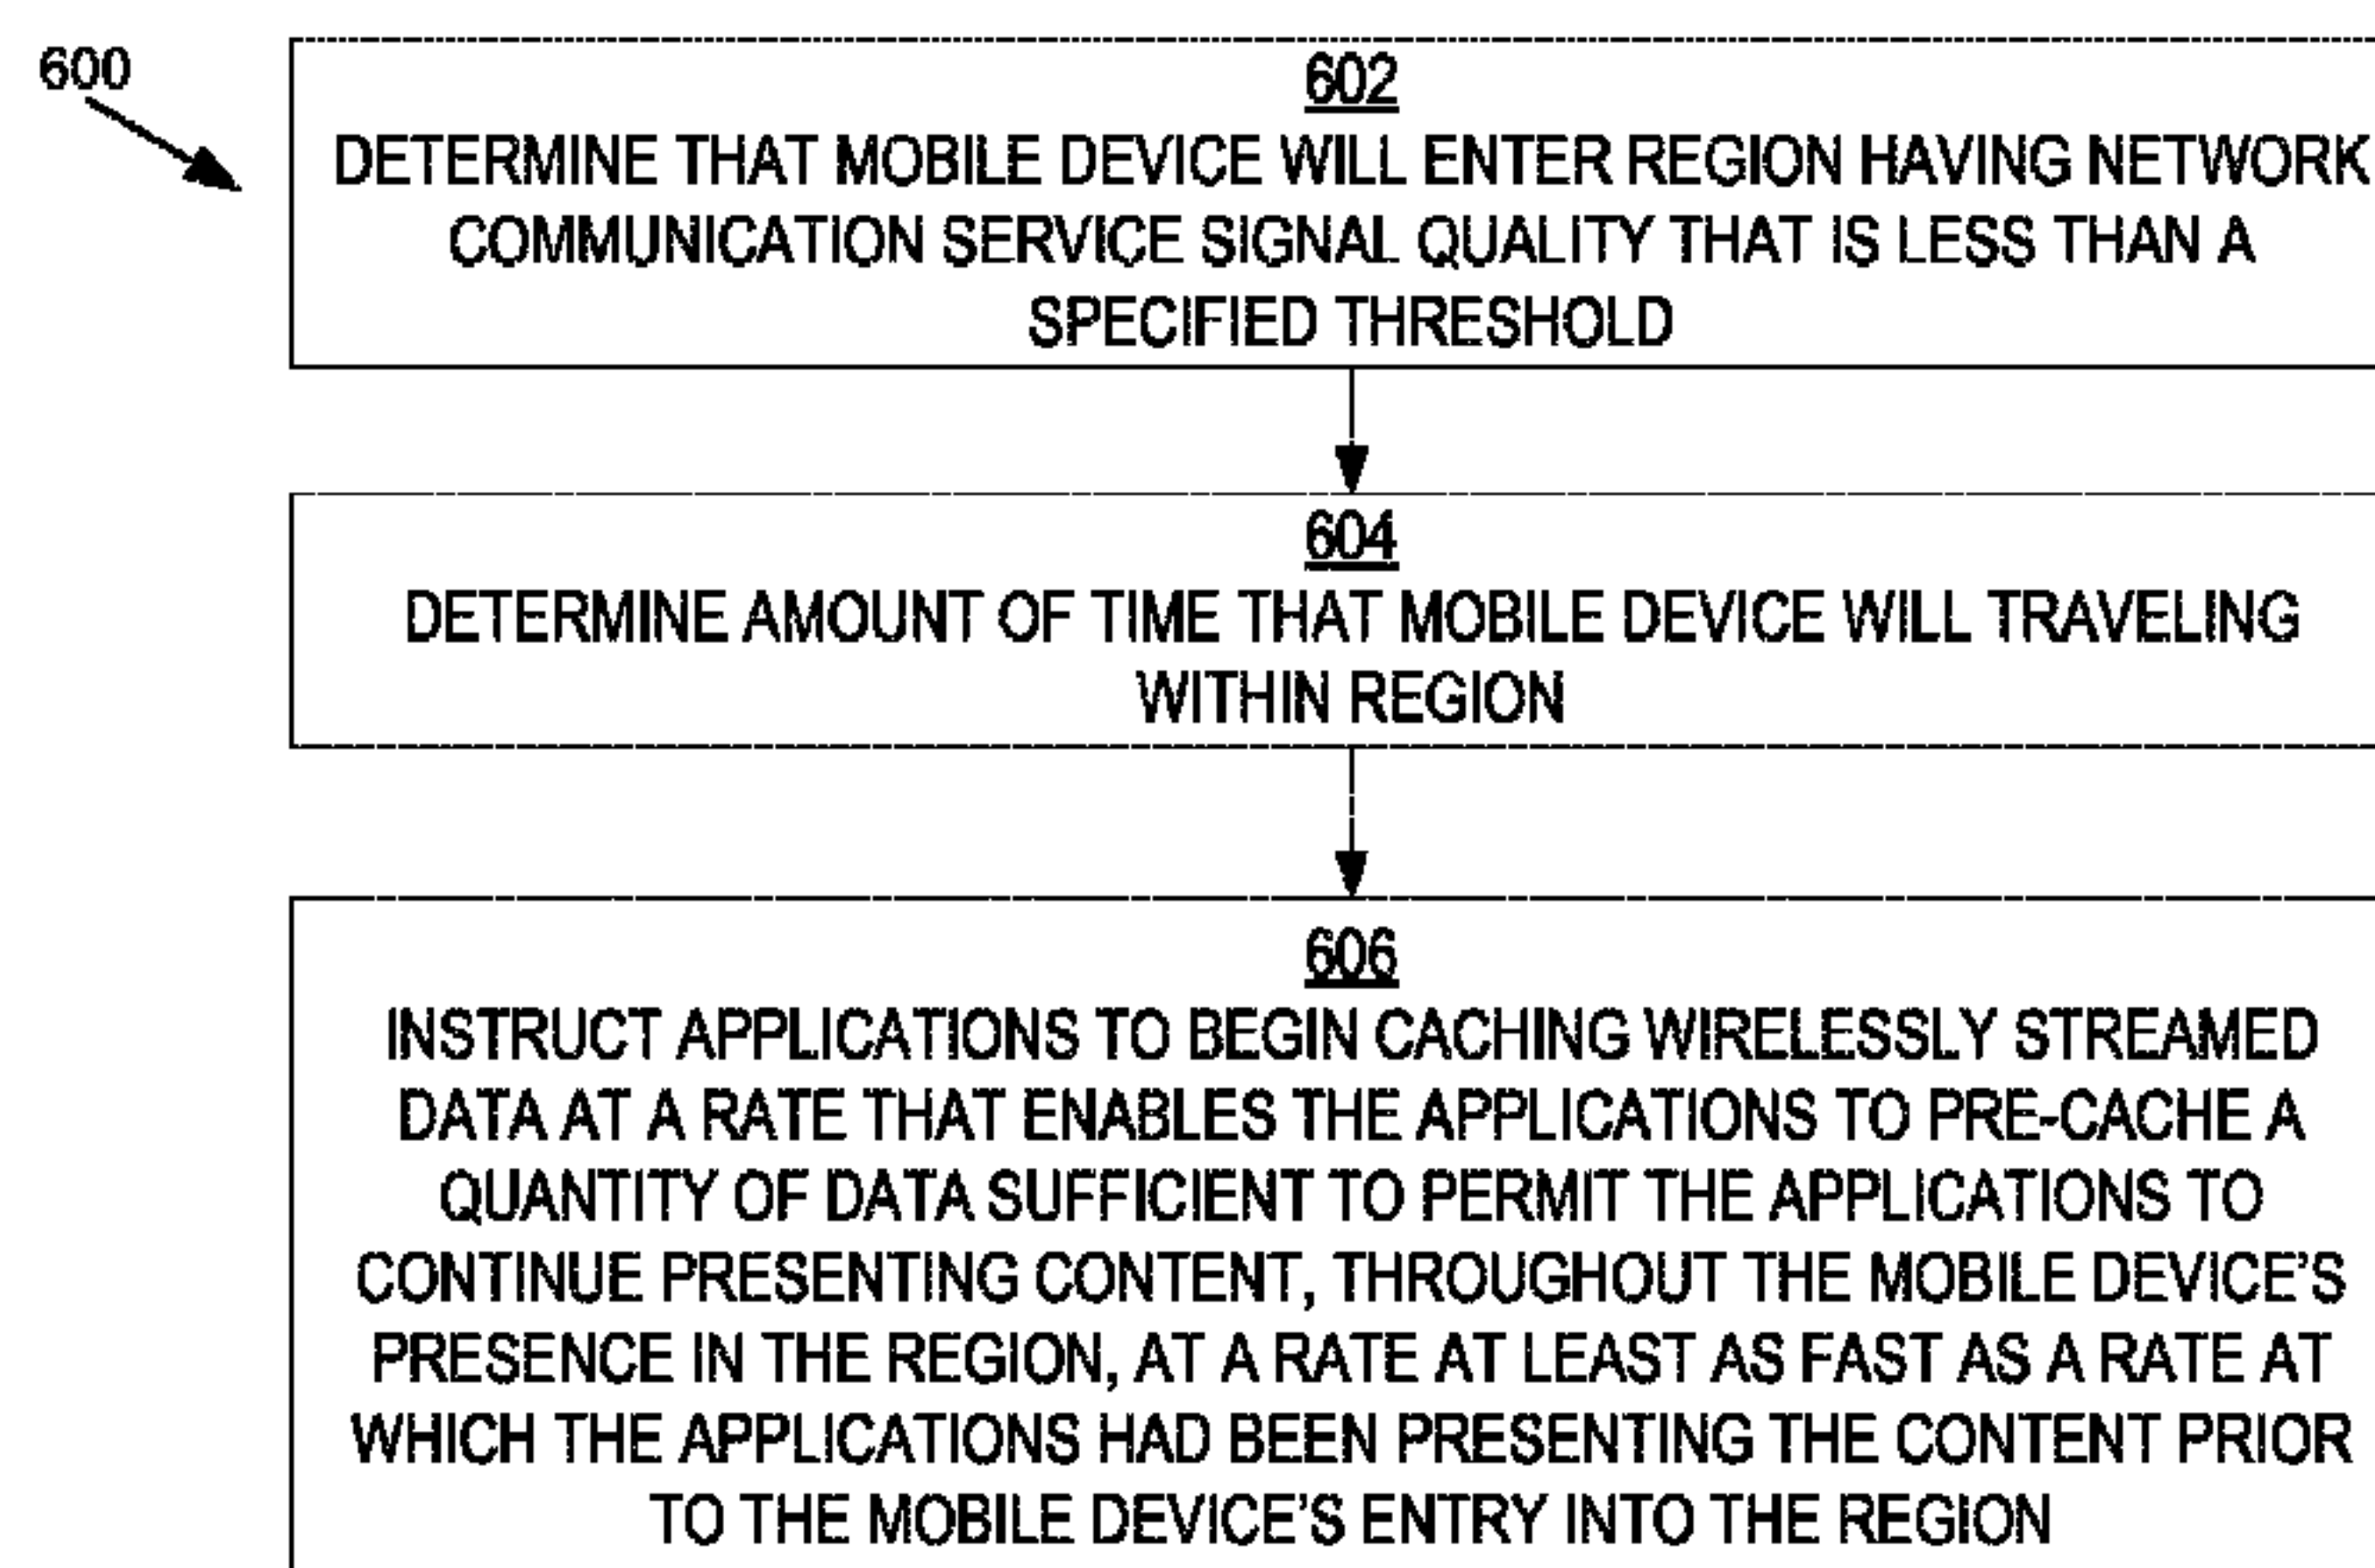 600
602
DETERMINE THAT MOBILE DEVICE WILL ENTER REGION HAVING NETWORK
COMMUNICATION SERVICE SIGNAL QUALITY THAT IS LESS THAN A
SPECIFIED THRESHOLD
604
DETERMINE AMOUNT OF TIME THAT MOBILE DEVICE WILL TRAVELING
WITHIN REGION
606
INSTRUCT APPLICATIONS TO BEGIN CACHING WIRELESSLY STREAMED
DATA AT A RATE THAT ENABLES THE APPLICATIONS TO PRE-CACHE A
QUANTITY OF DATA SUFFICIENT TO PERMIT THE APPLICATIONS TO
CONTINUE PRESENTING CONTENT, THROUGHOUT THE MOBILE DEVICE'S
PRESENCE IN THE REGION, AT A RATE AT LEAST AS FAST AS A RATE AT
WHICH THE APPLICATIONS HAD BEEN PRESENTING THE CONTENT PRIOR
TO THE MOBILE DEVICE'S ENTRY INTO THE REGION